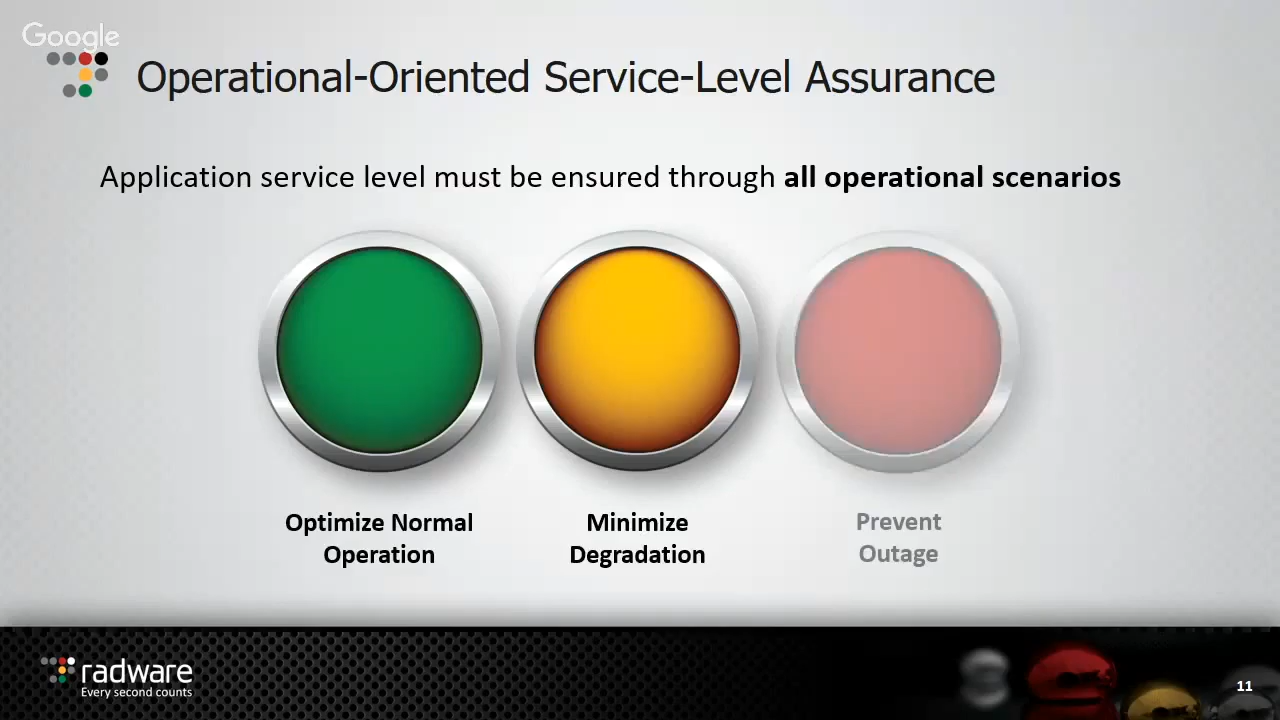 Google
Operational-Oriented Service-Level Assurance
Application service level must be ensured through all operational scenarios
Optimize Normal
Operation
Minimize
Degradation
Prevent
Outage
radware
Every second counts
11